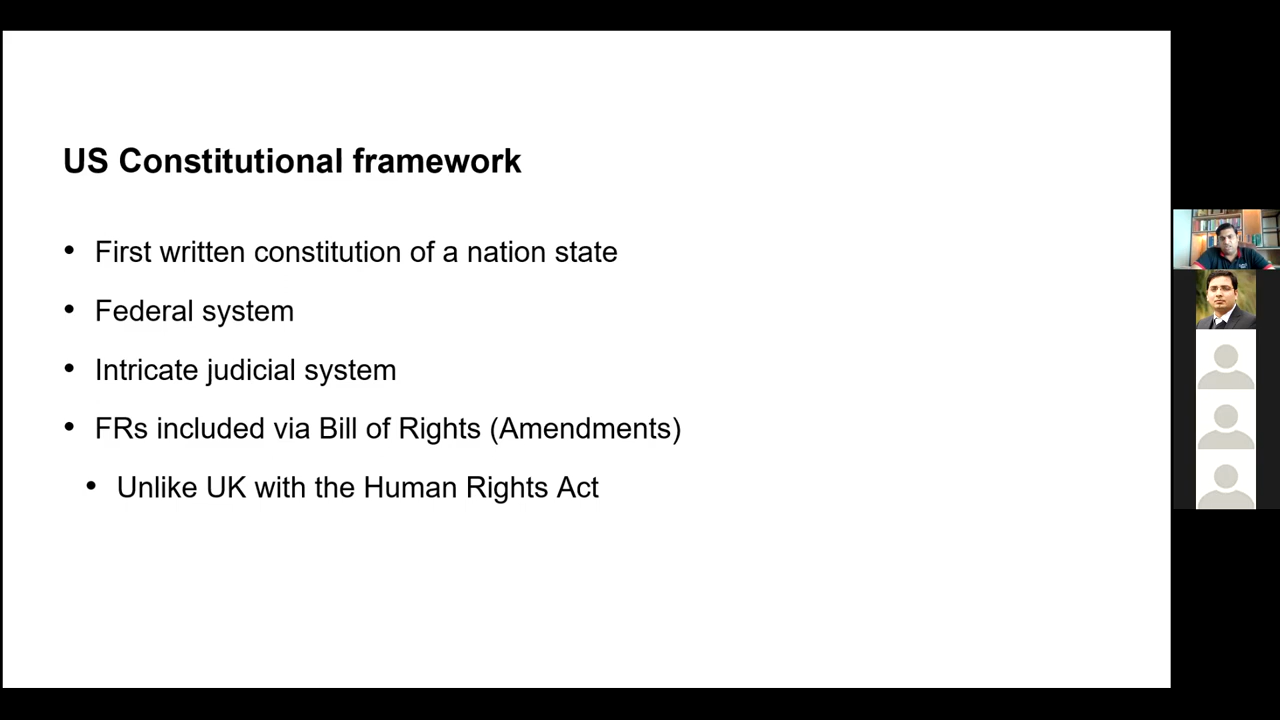 US Constitutional framework
• First written constitution of a nation state
• Federal system
• Intricate judicial system
• FRs included via Bill of Rights (Amendments)
• Unlike UK with the Human Rights Act